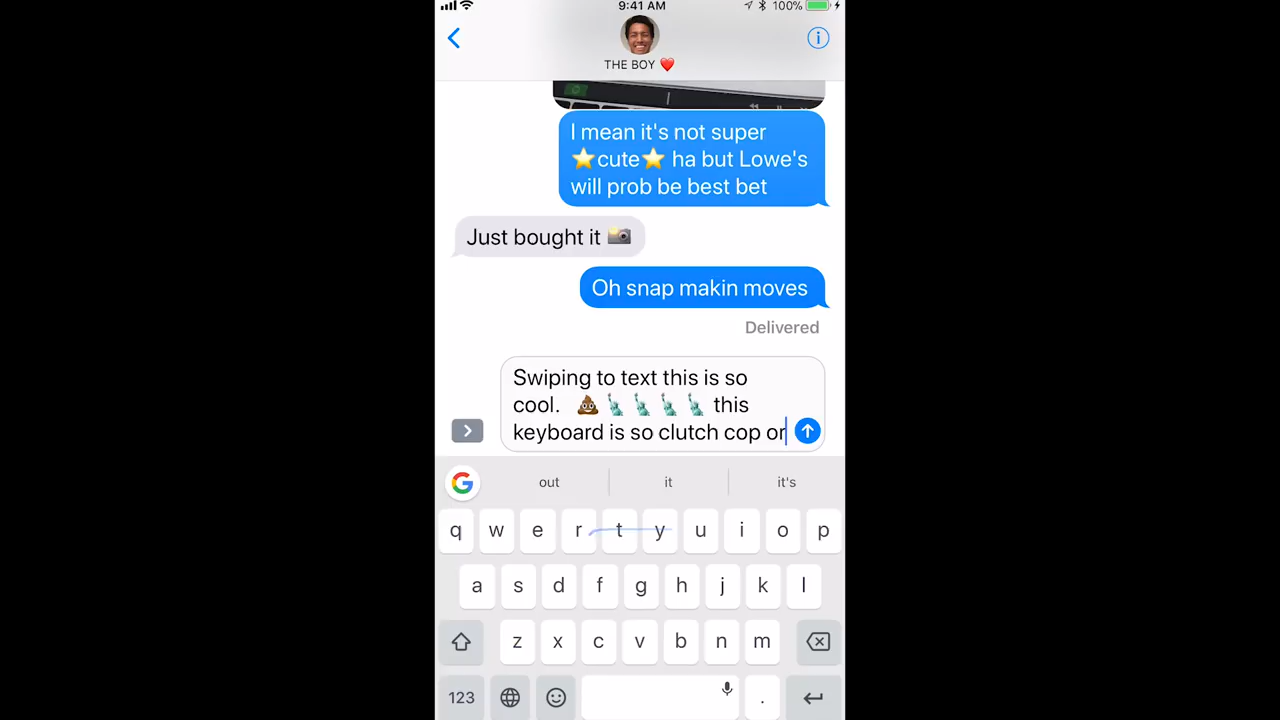 9:41 AM
100%
THE BOY ❤️
I mean it's not super
⭐cute⭐ ha but Lowe's
will prob be best bet
Just bought it 📸
Oh snap makin moves
Delivered
Swiping to text this is so
cool. 💩🗽🗽🗽🗽 this
keyboard is so clutch cop or
G out it it's
q w e r t y u i o p
a s d f g h j k l
z x c v b n m
123 .